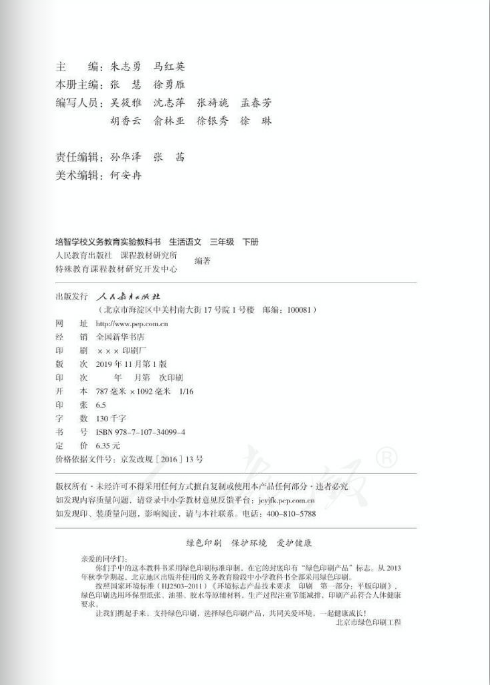 主　　编：朱志勇　马红英
本册主编：张　慧　徐勇雁
编写人员：吴筱雅　沈志萍　张旖旎　孟春芳
胡香云　俞林亚　徐银秀　徐　琳
责任编辑：孙华泽　张　茜
美术编辑：何安冉
培智学校义务教育实验教科书　生活语文　三年级　下册
人民教育出版社　课程教材研究所
特殊教育课程教材研究开发中心　编著
出版发行　人民教育出版社
（北京市海淀区中关村南大街17号院1号楼　邮编：100081）
网　　址　http://www.pep.com.cn
经　　销　全国新华书店
印　　刷　×××印刷厂
版　　次　2019年11月第1版
印　　次　　　年　月第　次印刷
开　　本　787毫米×1092毫米　1/16
印　　张　6.5
字　　数　130千字
书　　号　ISBN 978-7-107-34099-4
定　　价　6.35元
价格依据文件号：京发改规［2016］13号
版权所有·未经许可不得采用任何方式擅自复制或使用本产品任何部分·违者必究
如发现内容质量问题，请登录中小学教材意见反馈平台：jcyjfk.pep.com.cn
如发现印、装质量问题，影响阅读，请与本社联系。电话：400-810-5788
绿色印刷　保护环境　爱护健康
亲爱的同学们：
你们手中的这本教科书采用绿色印刷标准印制，在它的封底印有“绿色印刷产品”标志。从2013
年秋季学期起，北京地区出版并使用的义务教育阶段中小学教科书全部采用绿色印刷。
按照国家环境标准（HJ2503-2011）《环境标志产品技术要求　印刷　第一部分：平版印刷》，
绿色印刷选用环保型纸张、油墨、胶水等原辅材料，生产过程注重节能减排，印刷产品符合人体健康
要求。
让我们携起手来，支持绿色印刷，选择绿色印刷产品，共同关爱环境，一起健康成长！
北京市绿色印刷工程